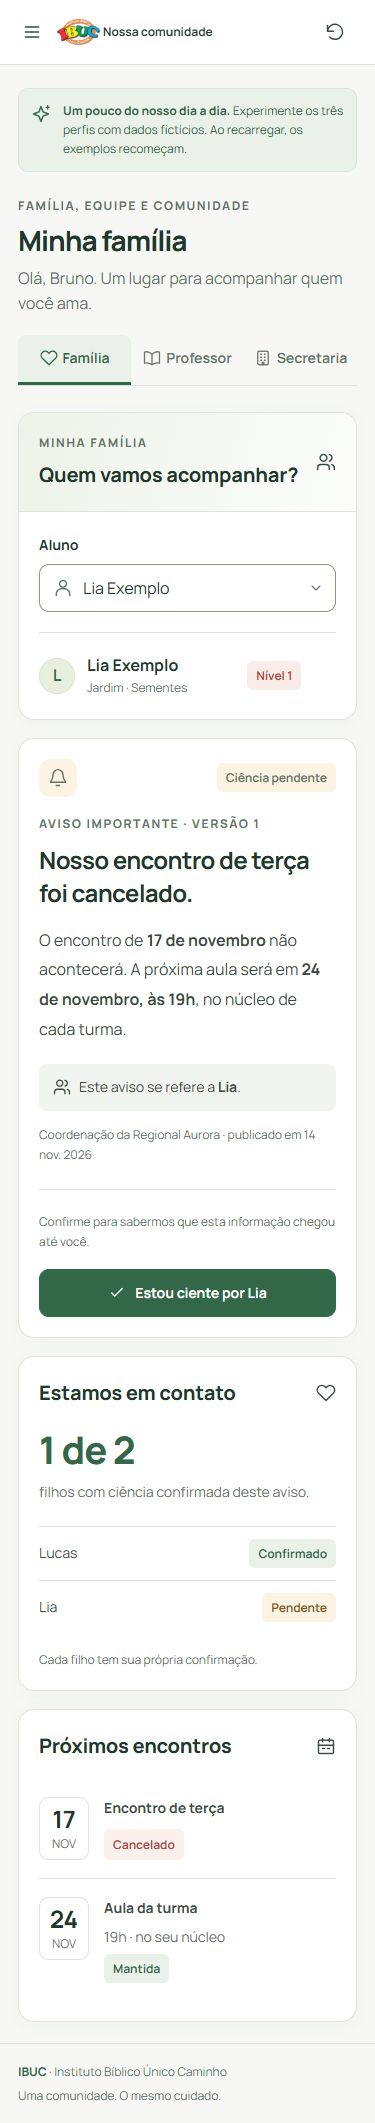 IBUC Nossa comunidade
Um pouco do nosso dia a dia. Experimente os três
perfis com dados fictícios. Ao recarregar, os
exemplos recomeçam.
FAMÍLIA, EQUIPE E COMUNIDADE
Minha família
Olá, Bruno. Um lugar para acompanhar quem
você ama.
Família Professor Secretaria
MINHA FAMÍLIA
Quem vamos acompanhar?
Aluno
Lia Exemplo
L
Lia Exemplo
Jardim · Sementes
Nível 1
Ciência pendente
AVISO IMPORTANTE · VERSÃO 1
Nosso encontro de terça
foi cancelado.
O encontro de 17 de novembro não
acontecerá. A próxima aula será em 24
de novembro, às 19h, no núcleo de
cada turma.
Este aviso se refere a Lia.
Coordenação da Regional Aurora · publicado em 14
nov. 2026
Confirme para sabermos que esta informação chegou
até você.
Estou ciente por Lia
Estamos em contato
1 de 2
filhos com ciência confirmada deste aviso.
Lucas Confirmado
Lia Pendente
Cada filho tem sua própria confirmação.
Próximos encontros
17
NOV
Encontro de terça
Cancelado
24
NOV
Aula da turma
19h · no seu núcleo
Mantida
IBUC · Instituto Bíblico Único Caminho
Uma comunidade. O mesmo cuidado.